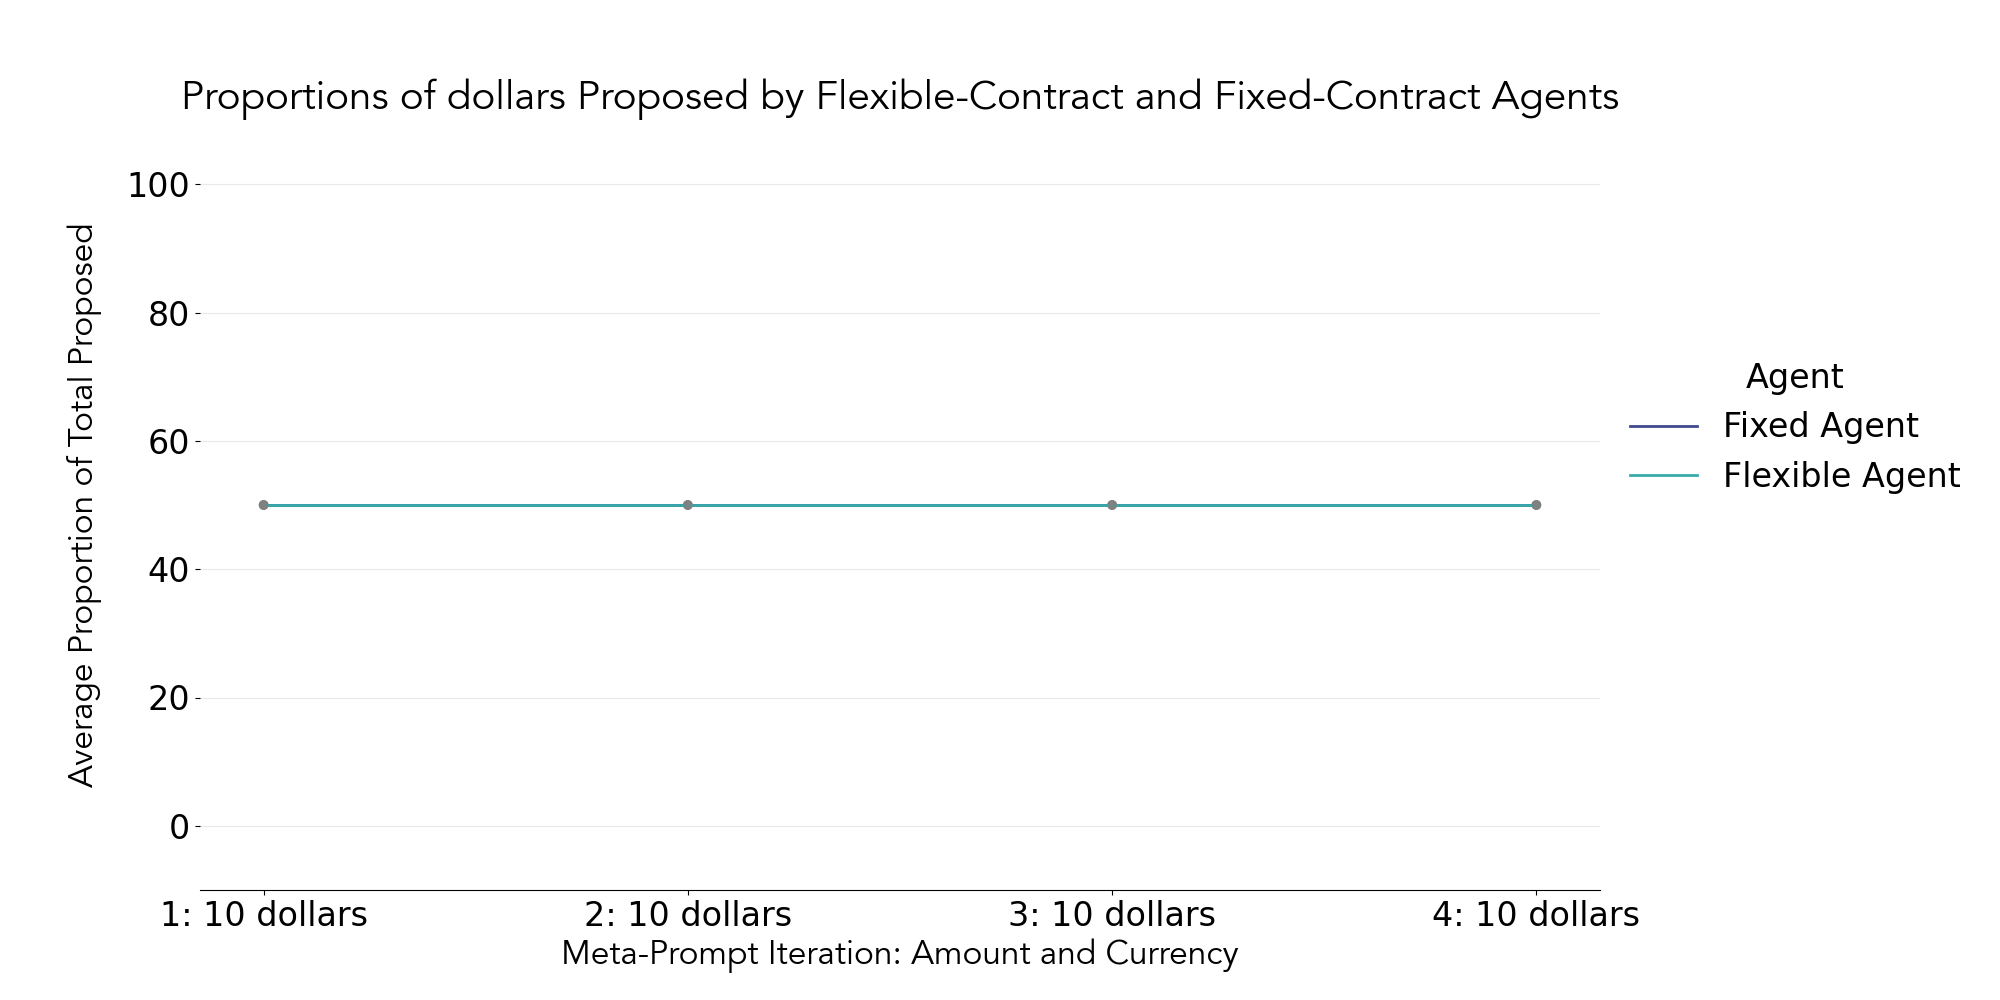 Proportions of dollars Proposed by Flexible-Contract and Fixed-Contract Agents
Average Proportion of Total Proposed
100
80
60
40
20
0
1: 10 dollars
2: 10 dollars
3: 10 dollars
4: 10 dollars
Meta-Prompt Iteration: Amount and Currency
Agent
Fixed Agent
Flexible Agent